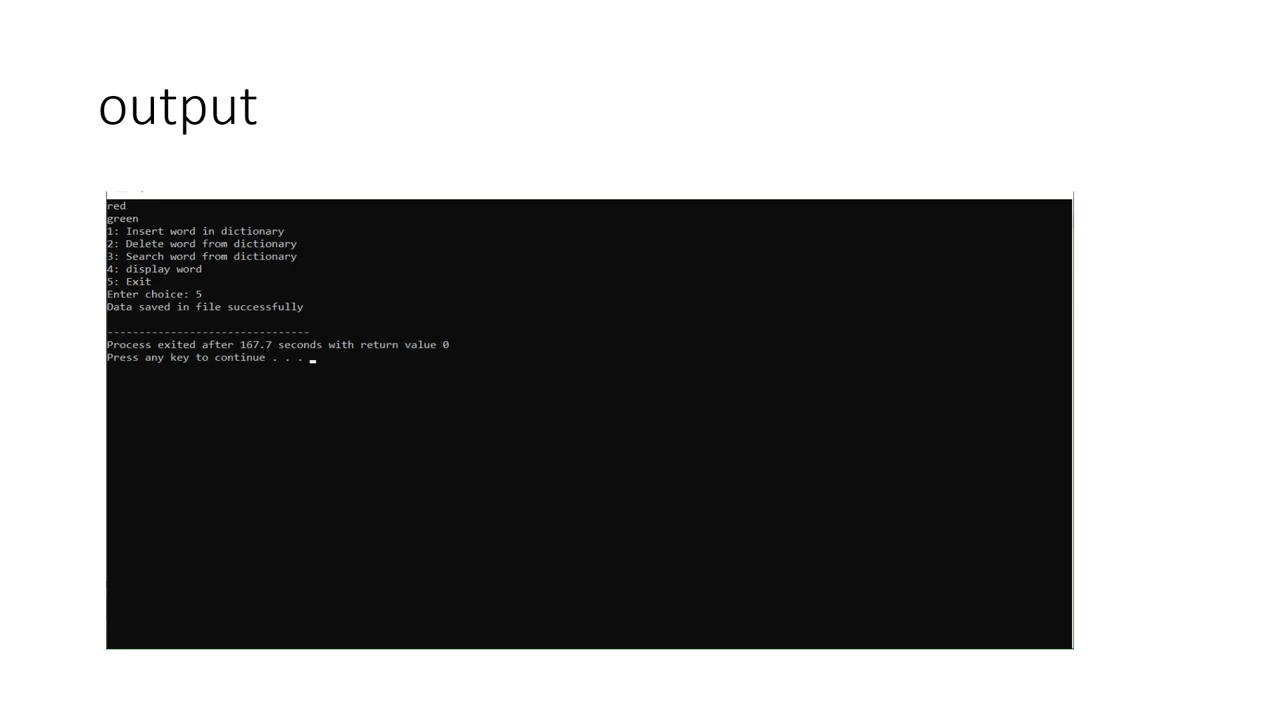 output
red
green
1: Insert word in dictionary
2: Delete word from dictionary
3: Search word from dictionary
4: display word
5: Exit
Enter choice: 5
Data saved in file successfully
--------------------------------
Process exited after 167.7 seconds with return value 0
Press any key to continue . . .